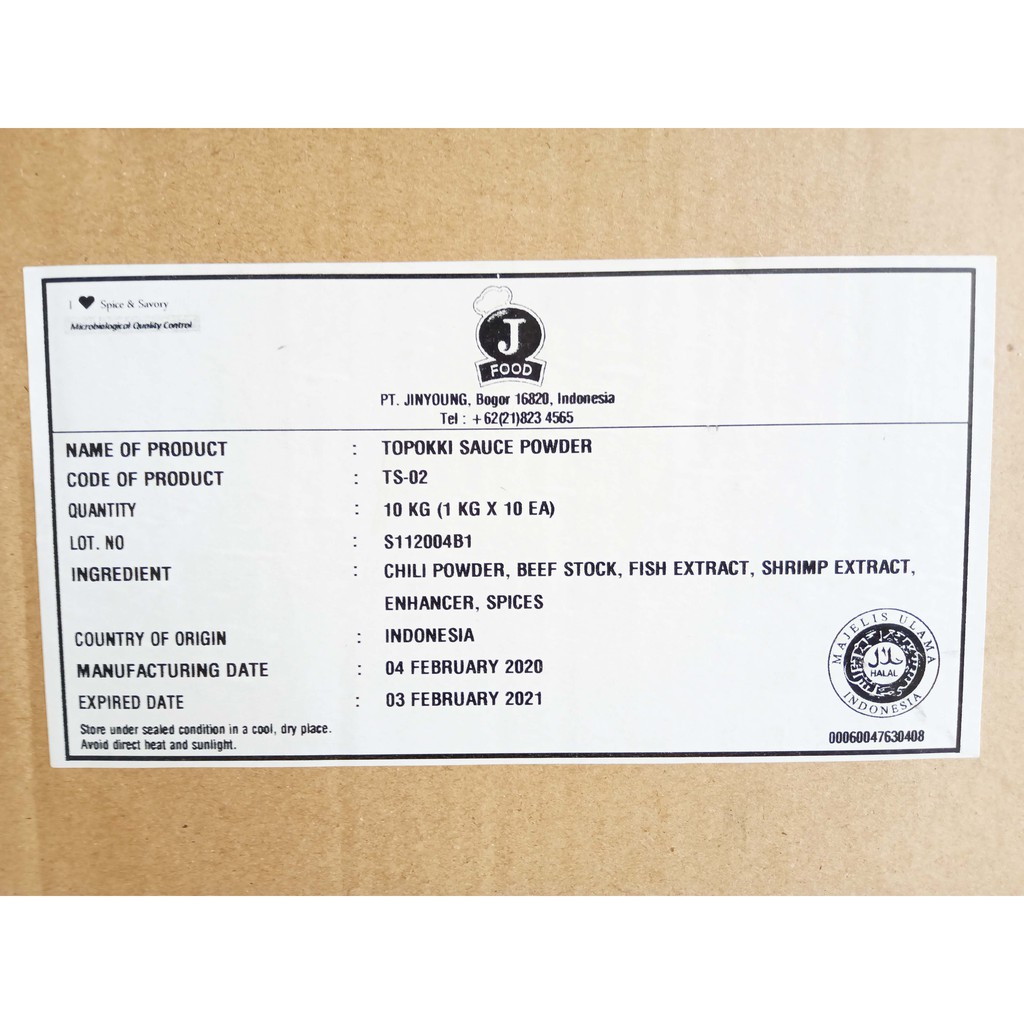 I ♥ Spice & Savory
Microbiological Quality Control
J
FOOD
PT. JINYOUNG, Bogor 16820, Indonesia
Tel : +62(21)823 4565
NAME OF PRODUCT : TOPOKKI SAUCE POWDER
CODE OF PRODUCT : TS-02
QUANTITY : 10 KG (1 KG X 10 EA)
LOT. NO : S112004B1
INGREDIENT : CHILI POWDER, BEEF STOCK, FISH EXTRACT, SHRIMP EXTRACT,
ENHANCER, SPICES
COUNTRY OF ORIGIN : INDONESIA
MANUFACTURING DATE : 04 FEBRUARY 2020
EXPIRED DATE : 03 FEBRUARY 2021
Store under sealed condition in a cool, dry place.
Avoid direct heat and sunlight.
MAJELIS ULAMA
حلال
HALAL
INDONESIA
00060047630408